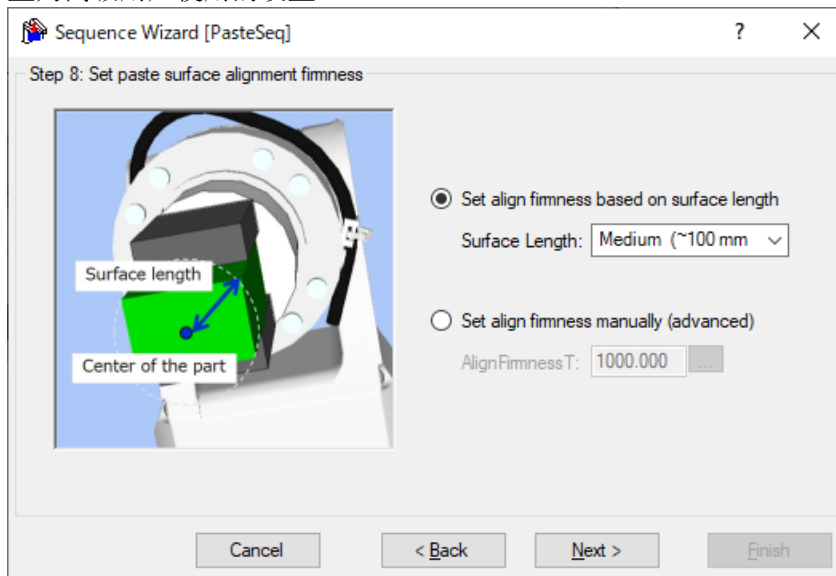 Sequence Wizard [PasteSeq]
Step 8: Set paste surface alignment firmness
Surface length
Center of the part
Set align firmness based on surface length
Surface Length: Medium (~100 mm
Set align firmness manually (advanced)
AlignFirmnessT: 1000.000 ...
Cancel < Back Next > Finish